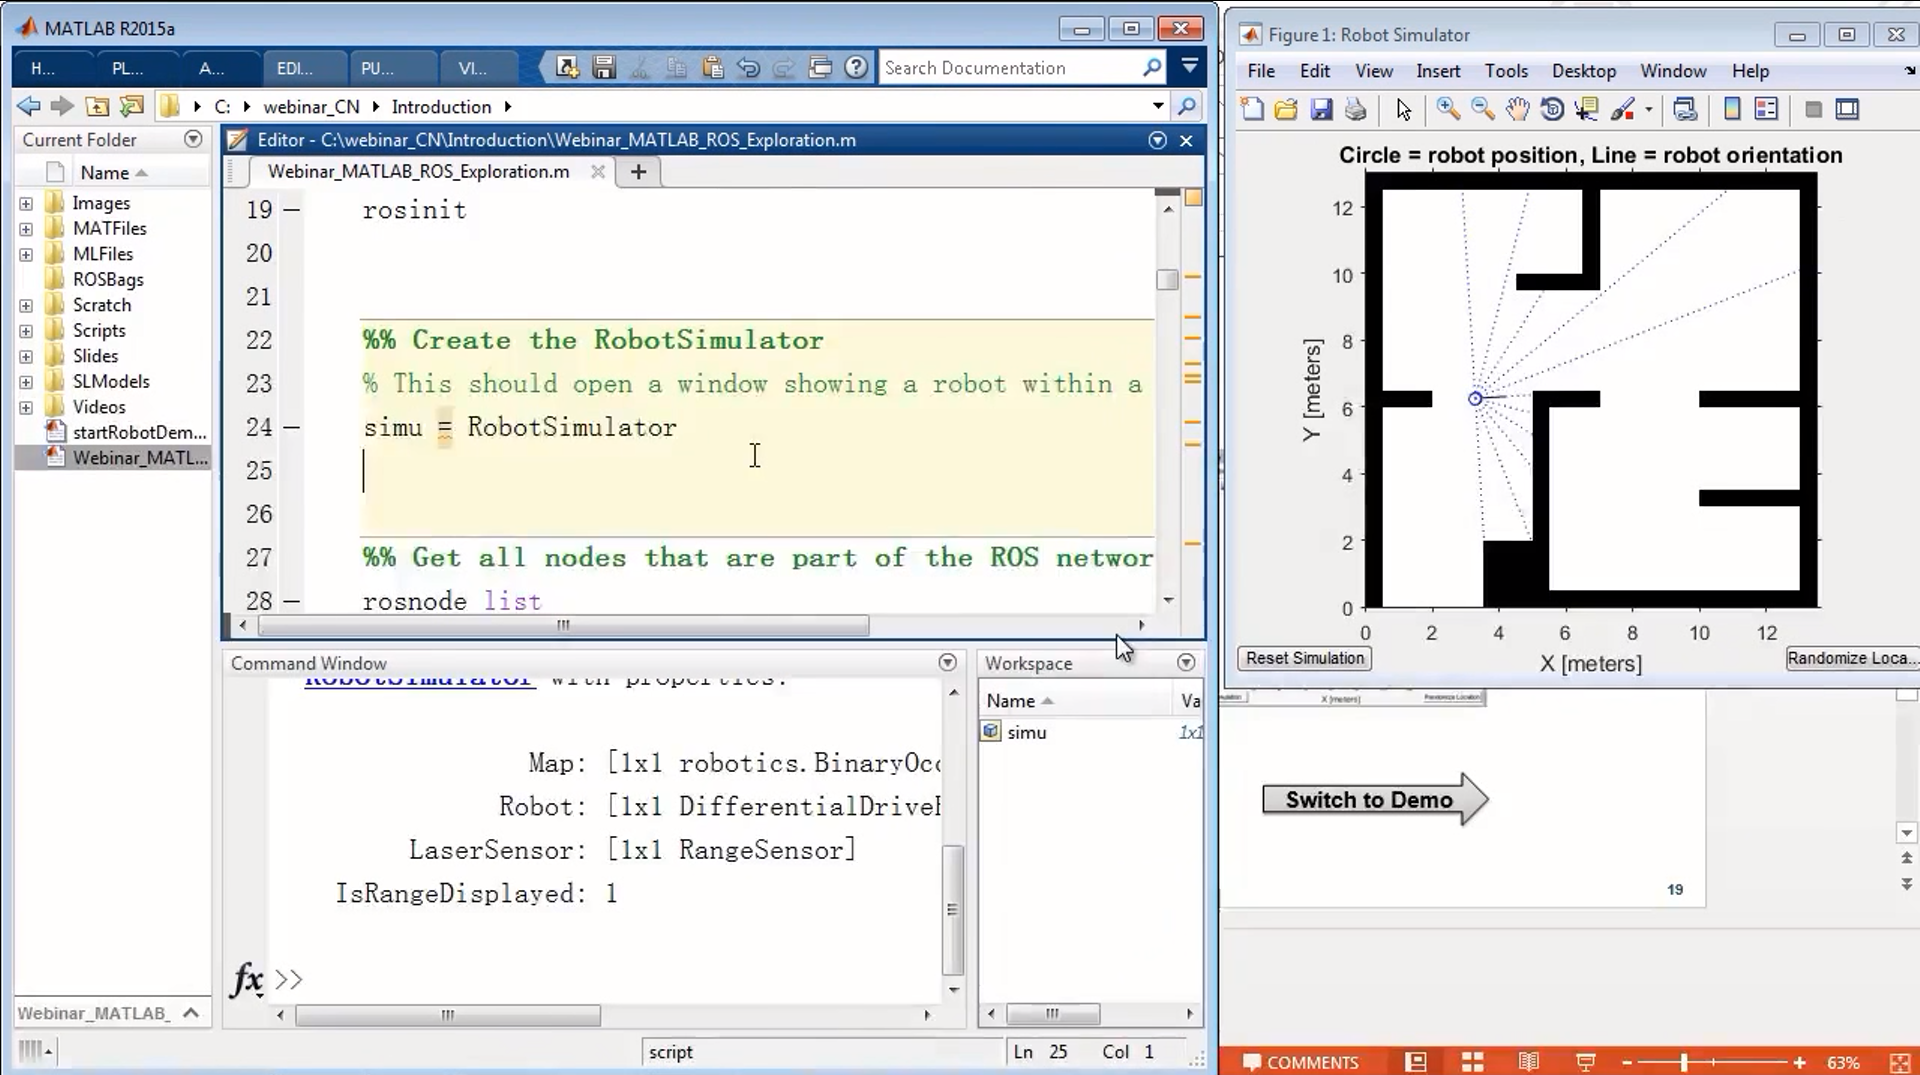 MATLAB R2015a
H...
PL...
A...
EDI...
PU...
VI...
Search Documentation
C:
webinar_CN
Introduction
Current Folder
Name
Images
MATFiles
MLFiles
ROSBags
Scratch
Scripts
Slides
SLModels
Videos
startRobotDem...
Webinar_MATL...
Webinar_MATLAB_
Editor - C:\webinar_CN\Introduction\Webinar_MATLAB_ROS_Exploration.m
Webinar_MATLAB_ROS_Exploration.m
19 – rosinit
20
21
22 %% Create the RobotSimulator
23 % This should open a window showing a robot within a
24 – simu = RobotSimulator
25
26
27 %% Get all nodes that are part of the ROS networ
28 – rosnode list
Command Window
RobotSimulator with properties:
Map: [1x1 robotics.BinaryOcc
Robot: [1x1 DifferentialDrive
LaserSensor: [1x1 RangeSensor]
IsRangeDisplayed: 1
fx >>
Workspace
Name
Va
simu
1x1
script
Ln 25 Col 1
Figure 1: Robot Simulator
File Edit View Insert Tools Desktop Window Help
Circle = robot position, Line = robot orientation
12
10
8
6
4
2
0
Y [meters]
0 2 4 6 8 10 12
X [meters]
Reset Simulation
Randomize Loca...
X [meters]
Switch to Demo
19
COMMENTS
63%